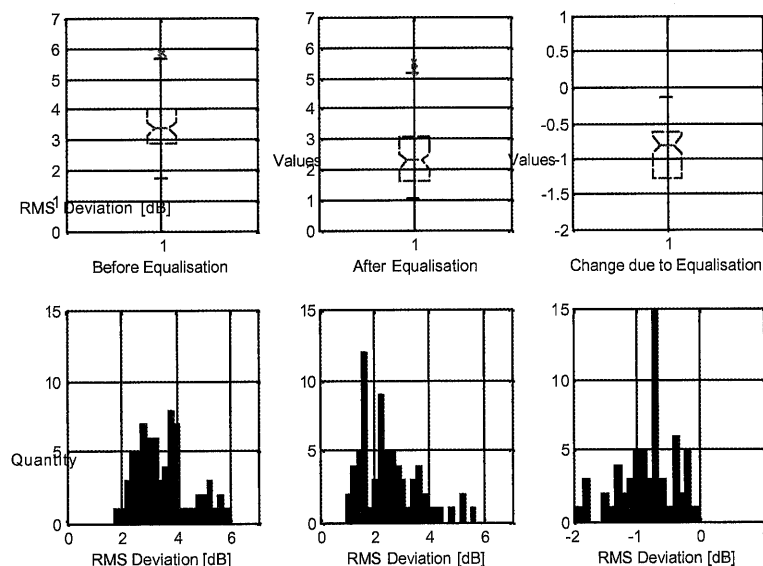 7
6
5
4
3
2
1
0
RMS Deviation [dB]
1
Before Equalisation
7
6
5
4
3
2
1
0
Values
1
After Equalisation
1
0.5
0
-0.5
-1
-1.5
-2
Values
1
Change due to Equalisation
15
10
5
0
Quantity
0 2 4 6
RMS Deviation [dB]
15
10
5
0
0 2 4 6
RMS Deviation [dB]
15
10
5
0
-2 -1 0
RMS Deviation [dB]